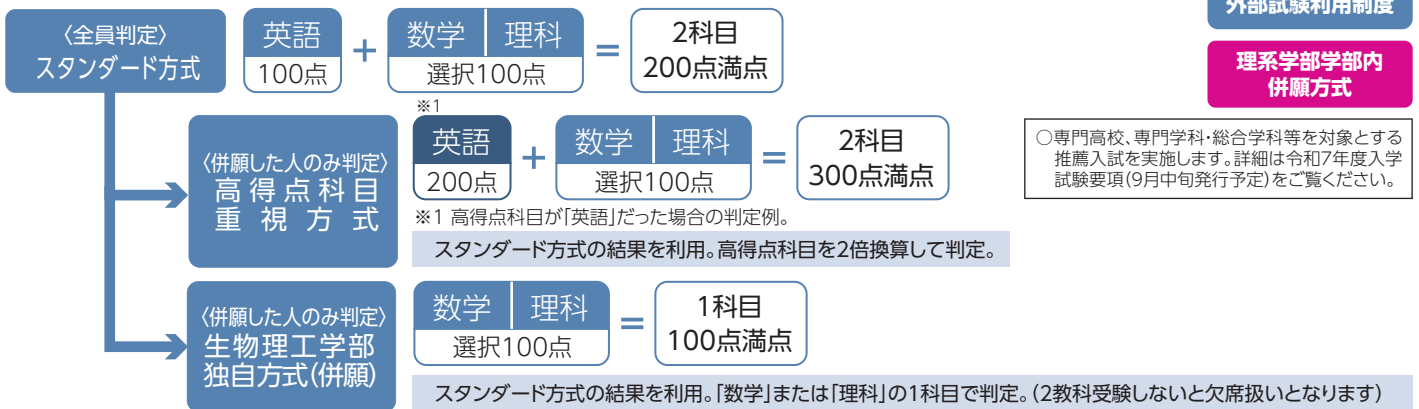 〈全員判定〉
スタンダード方式
英語
100点
+
数学 理科
選択100点
=
2科目
200点満点
外部試験利用制度
理系学部学部内
併願方式
○専門高校、専門学科・総合学科等を対象とする
推薦入試を実施します。詳細は令和7年度入学
試験要項(9月中旬発行予定)をご覧ください。
〈併願した人のみ判定〉
高得点科目
重視方式
※1
英語
200点
+
数学 理科
選択100点
=
2科目
300点満点
※1 高得点科目が「英語」だった場合の判定例。
スタンダード方式の結果を利用。高得点科目を2倍換算して判定。
〈併願した人のみ判定〉
生物理工学部
独自方式(併願)
数学 理科
選択100点
=
1科目
100点満点
スタンダード方式の結果を利用。「数学」または「理科」の1科目で判定。(2教科受験しないと欠席扱いとなります)